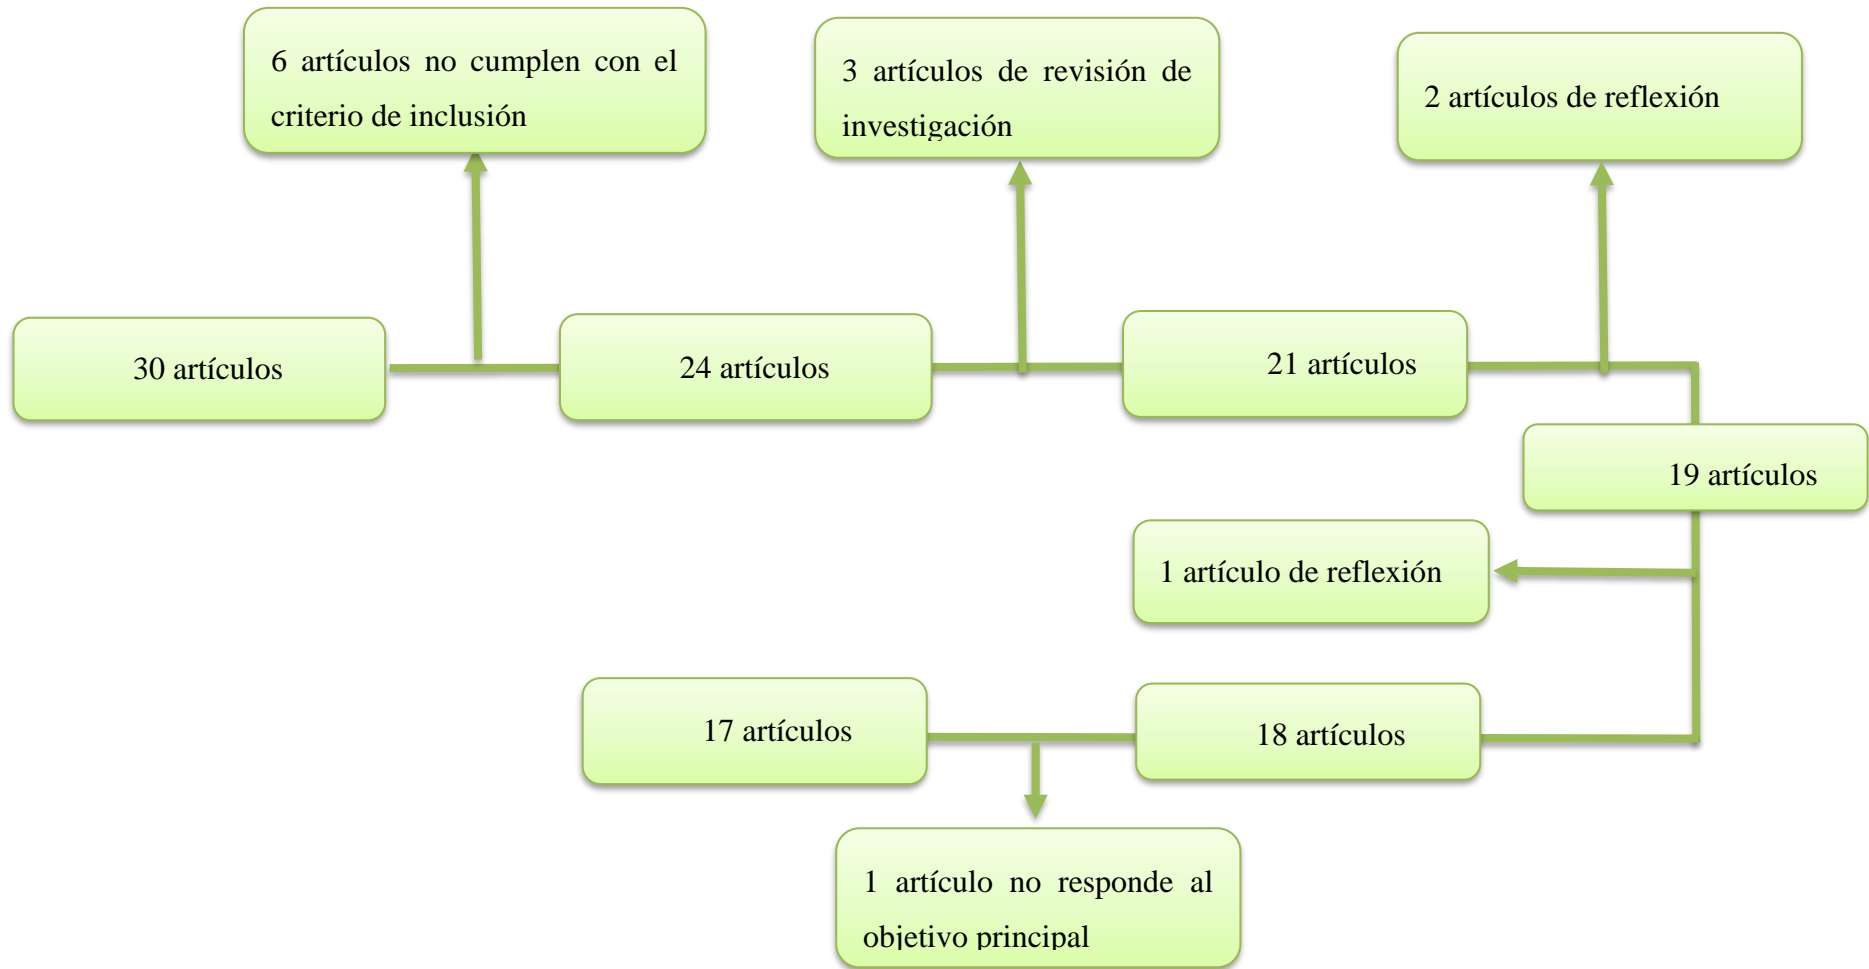 6 artículos no cumplen con el
criterio de inclusión
3 artículos de revisión de
investigación
2 artículos de reflexión
30 artículos
24 artículos
21 artículos
19 artículos
1 artículo de reflexión
17 artículos
18 artículos
1 artículo no responde al
objetivo principal